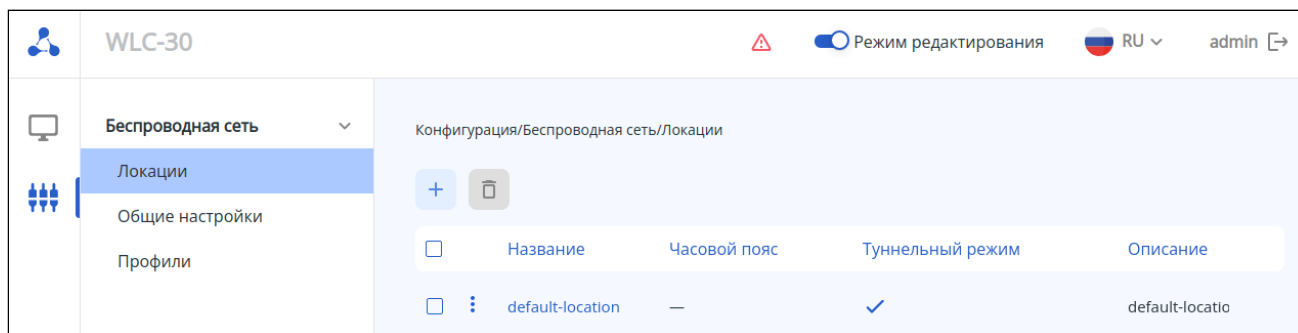 WLC-30 Режим редактирования RU admin
Беспроводная сеть
Локации
Общие настройки
Профили
Конфигурация/Беспроводная сеть/Локации
Название Часовой пояс Туннельный режим Описание
default-location — default-locatio